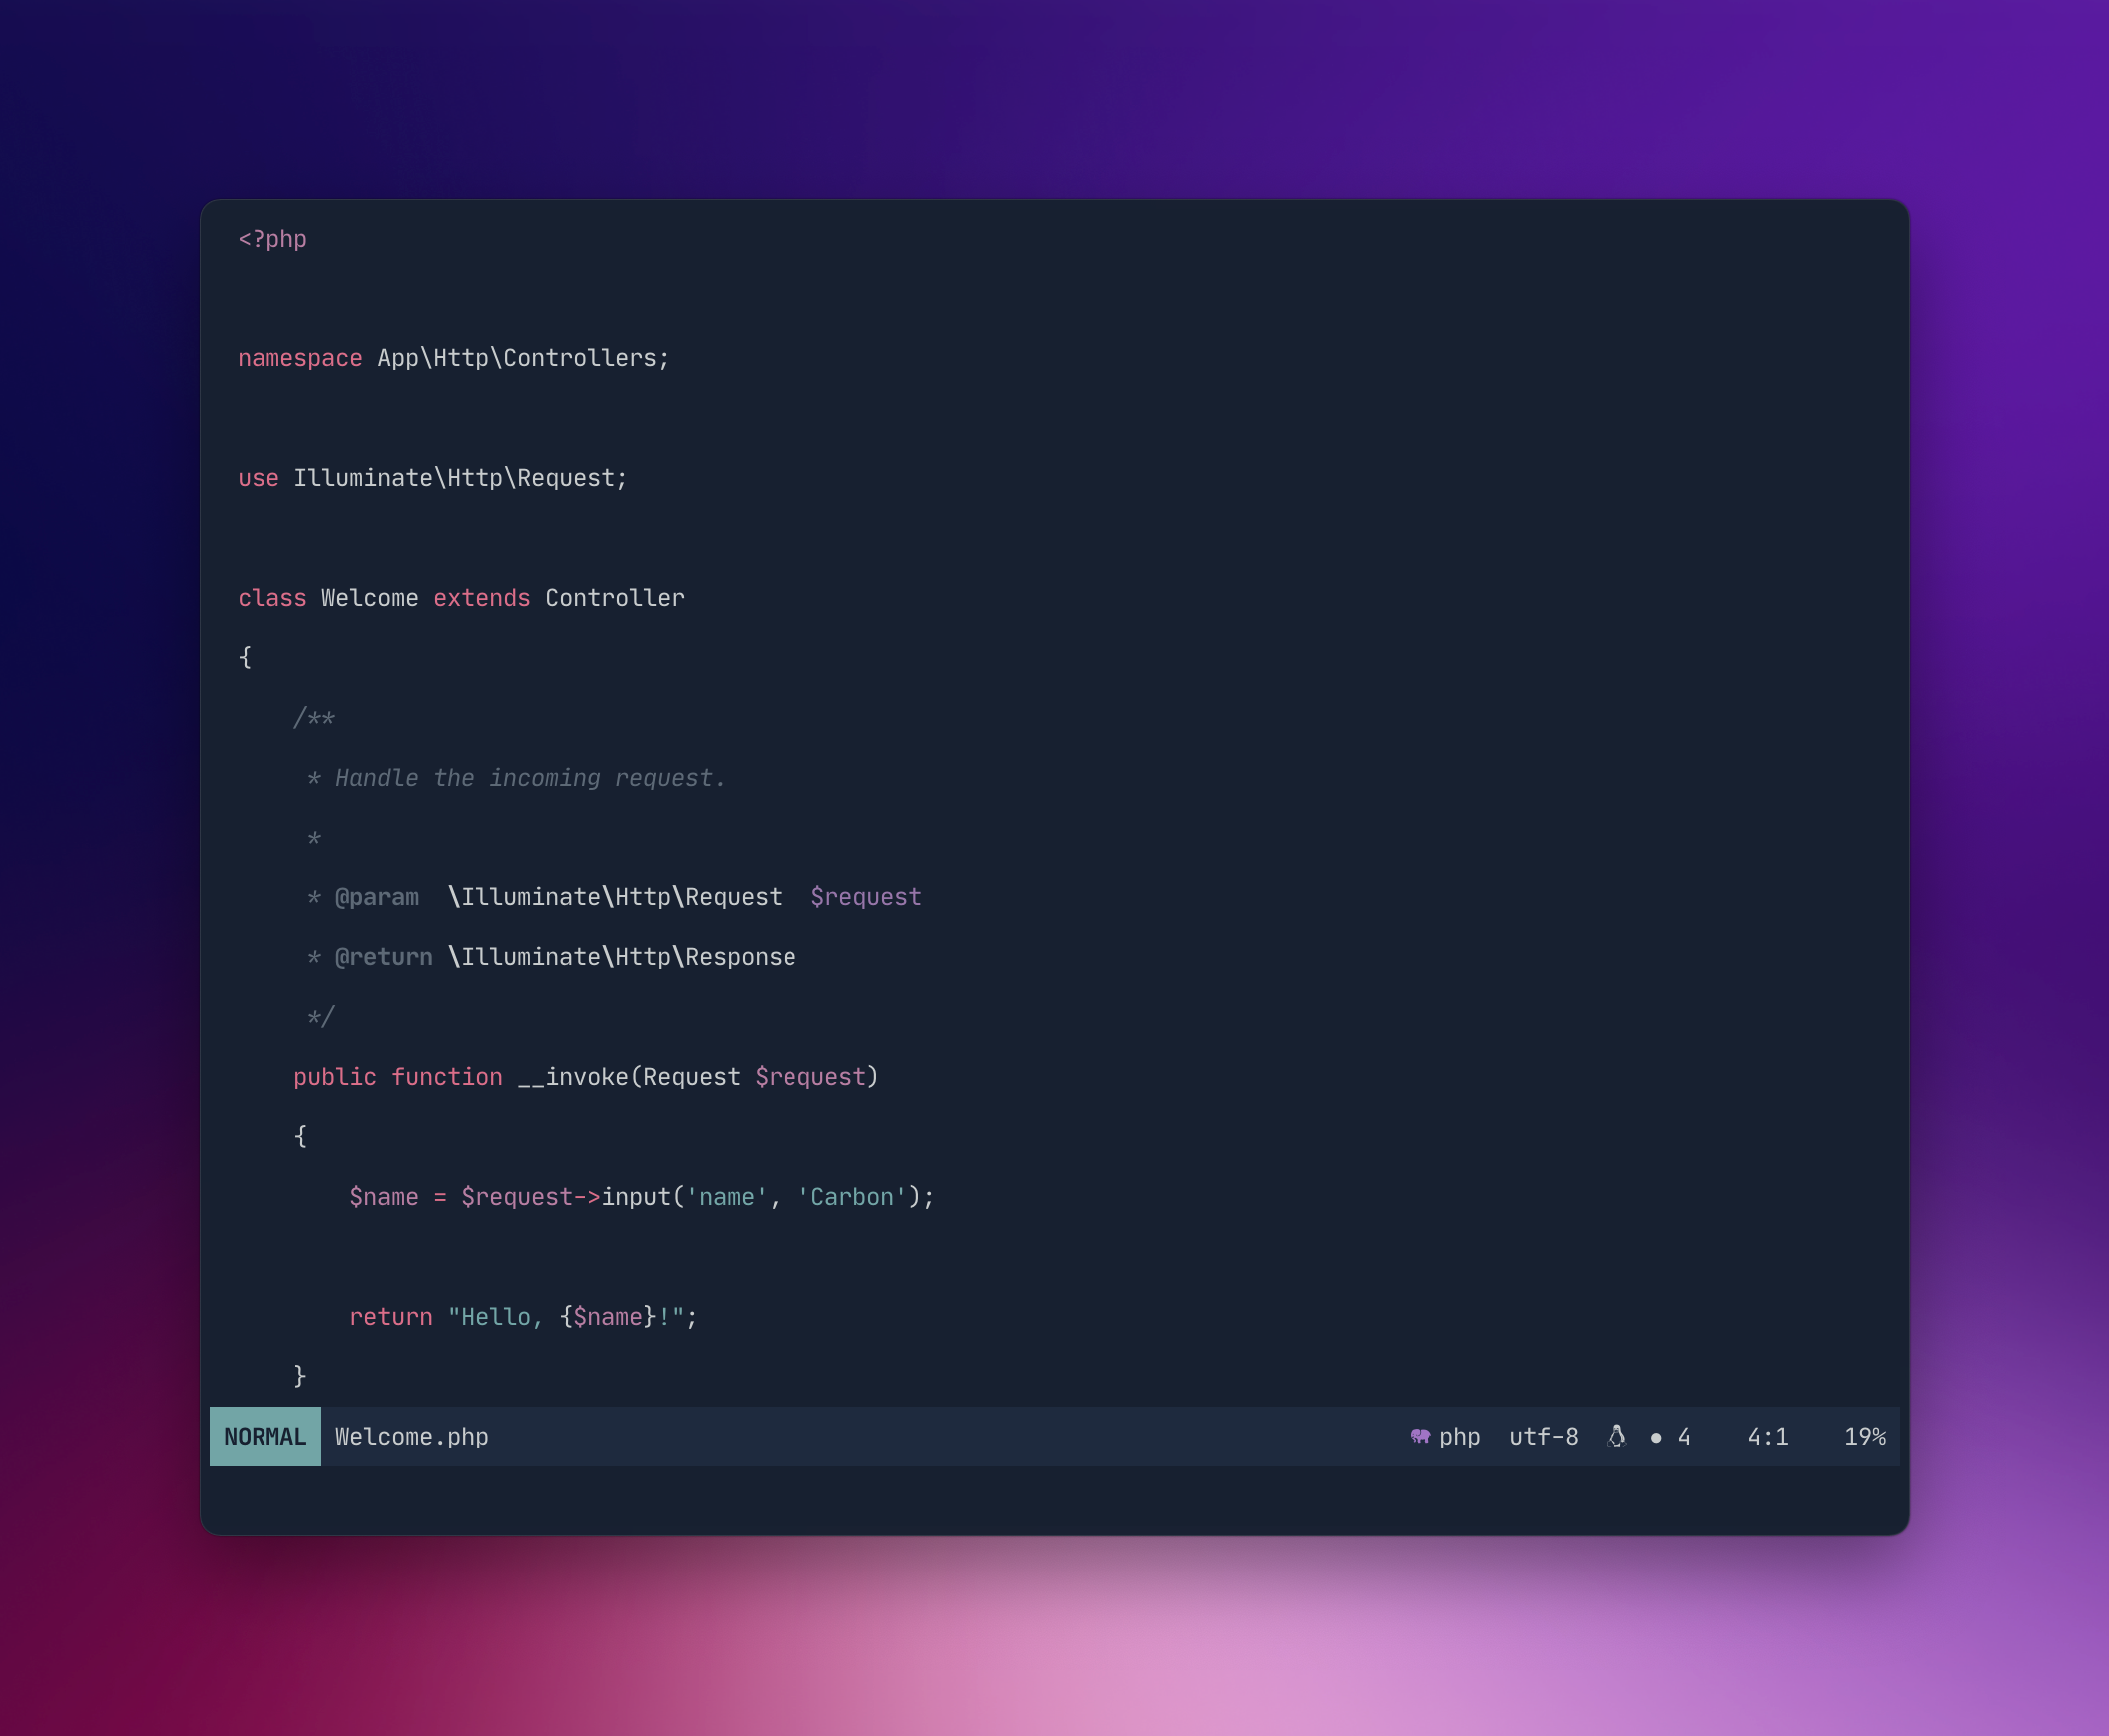 <?php

namespace App\Http\Controllers;

use Illuminate\Http\Request;

class Welcome extends Controller
{
    /**
     * Handle the incoming request.
     *
     * @param  \Illuminate\Http\Request  $request
     * @return \Illuminate\Http\Response
     */
    public function __invoke(Request $request)
    {
        $name = $request->input('name', 'Carbon');

        return "Hello, {$name}!";
    }
NORMAL Welcome.php php utf-8 • 4 4:1 19%